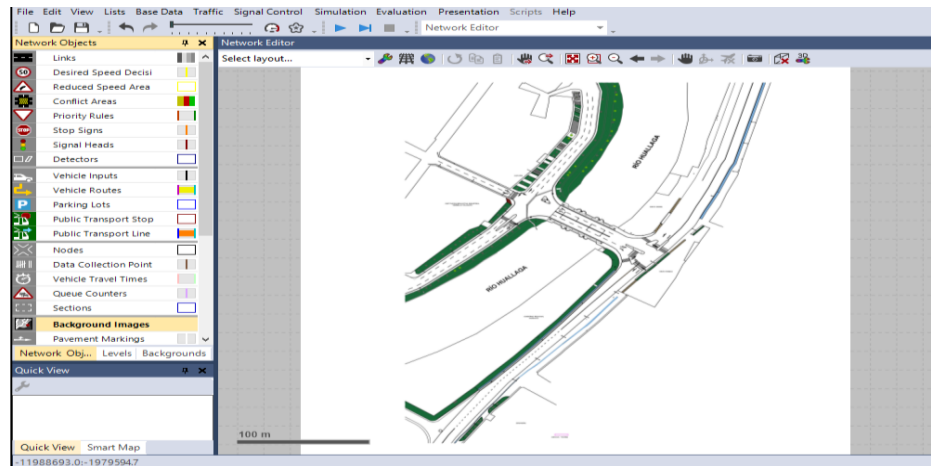 File Edit View Lists Base Data Traffic Signal Control Simulation Evaluation Presentation Scripts Help
Network Editor
Network Objects
Network Editor
Select layout...
Links
50
Desired Speed Decisi
Reduced Speed Area
Conflict Areas
Priority Rules
STOP
Stop Signs
Signal Heads
Detectors
Vehicle Inputs
Vehicle Routes
P
Parking Lots
Public Transport Stop
Public Transport Line
Nodes
Data Collection Point
Vehicle Travel Times
Queue Counters
Sections
Background Images
Pavement Markings
Network Obj... Levels Backgrounds
Quick View
Quick View Smart Map
-11988693.0:-1979594.7
3D
RIO HUALLAGA
RIO HUALLAGA
100 m